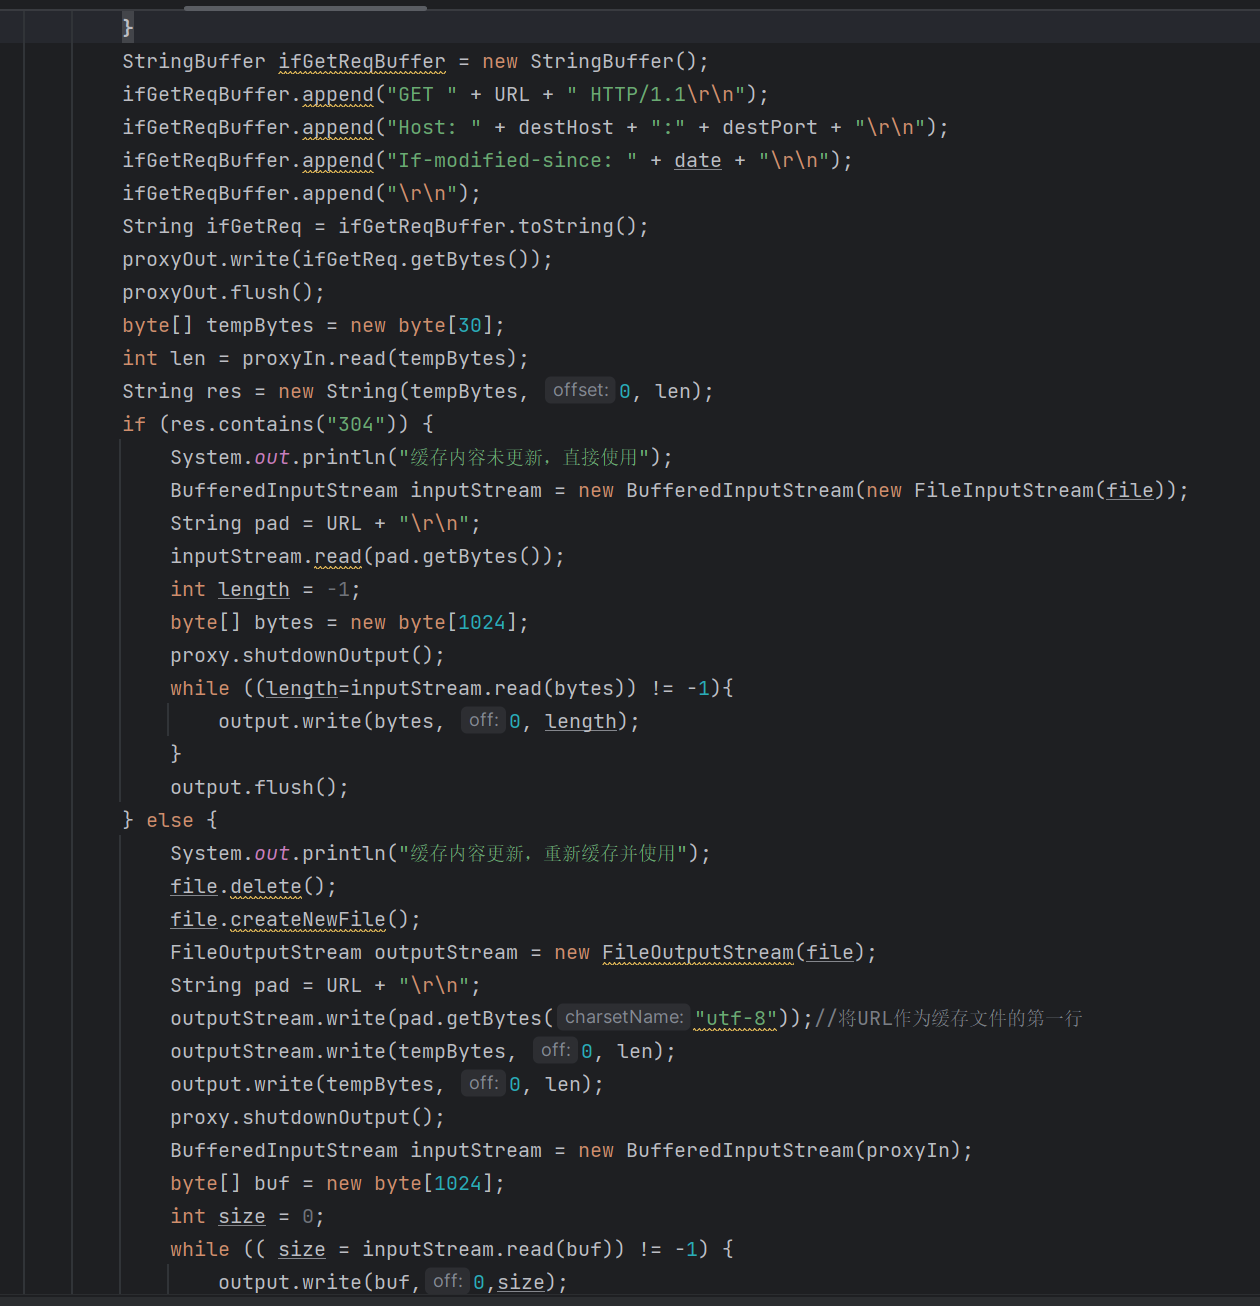 }
StringBuffer ifGetReqBuffer = new StringBuffer();
ifGetReqBuffer.append("GET " + URL + " HTTP/1.1\r\n");
ifGetReqBuffer.append("Host: " + destHost + ":" + destPort + "\r\n");
ifGetReqBuffer.append("If-modified-since: " + date + "\r\n");
ifGetReqBuffer.append("\r\n");
String ifGetReq = ifGetReqBuffer.toString();
proxyOut.write(ifGetReq.getBytes());
proxyOut.flush();
byte[] tempBytes = new byte[30];
int len = proxyIn.read(tempBytes);
String res = new String(tempBytes, offset: 0, len);
if (res.contains("304")) {
System.out.println("缓存内容未更新，直接使用");
BufferedInputStream inputStream = new BufferedInputStream(new FileInputStream(file));
String pad = URL + "\r\n";
inputStream.read(pad.getBytes());
int length = -1;
byte[] bytes = new byte[1024];
proxy.shutdownOutput();
while ((length=inputStream.read(bytes)) != -1){
output.write(bytes, off: 0, length);
}
output.flush();
} else {
System.out.println("缓存内容更新，重新缓存并使用");
file.delete();
file.createNewFile();
FileOutputStream outputStream = new FileOutputStream(file);
String pad = URL + "\r\n";
outputStream.write(pad.getBytes( charsetName: "utf-8"));//将URL作为缓存文件的第一行
outputStream.write(tempBytes, off: 0, len);
output.write(tempBytes, off: 0, len);
proxy.shutdownOutput();
BufferedInputStream inputStream = new BufferedInputStream(proxyIn);
byte[] buf = new byte[1024];
int size = 0;
while (( size = inputStream.read(buf)) != -1) {
output.write(buf, off: 0,size);